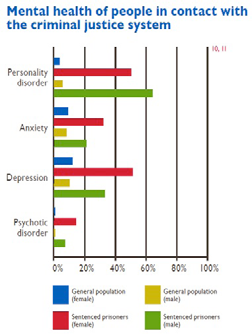 Mental health of people in contact with
the criminal justice system
10, 11
Personality
disorder
Anxiety
Depression
Psychotic
disorder
0% 20% 40% 60% 80% 100%
General population
(female)
General population
(male)
Sentenced prisoners
(female)
Sentenced prisoners
(male)